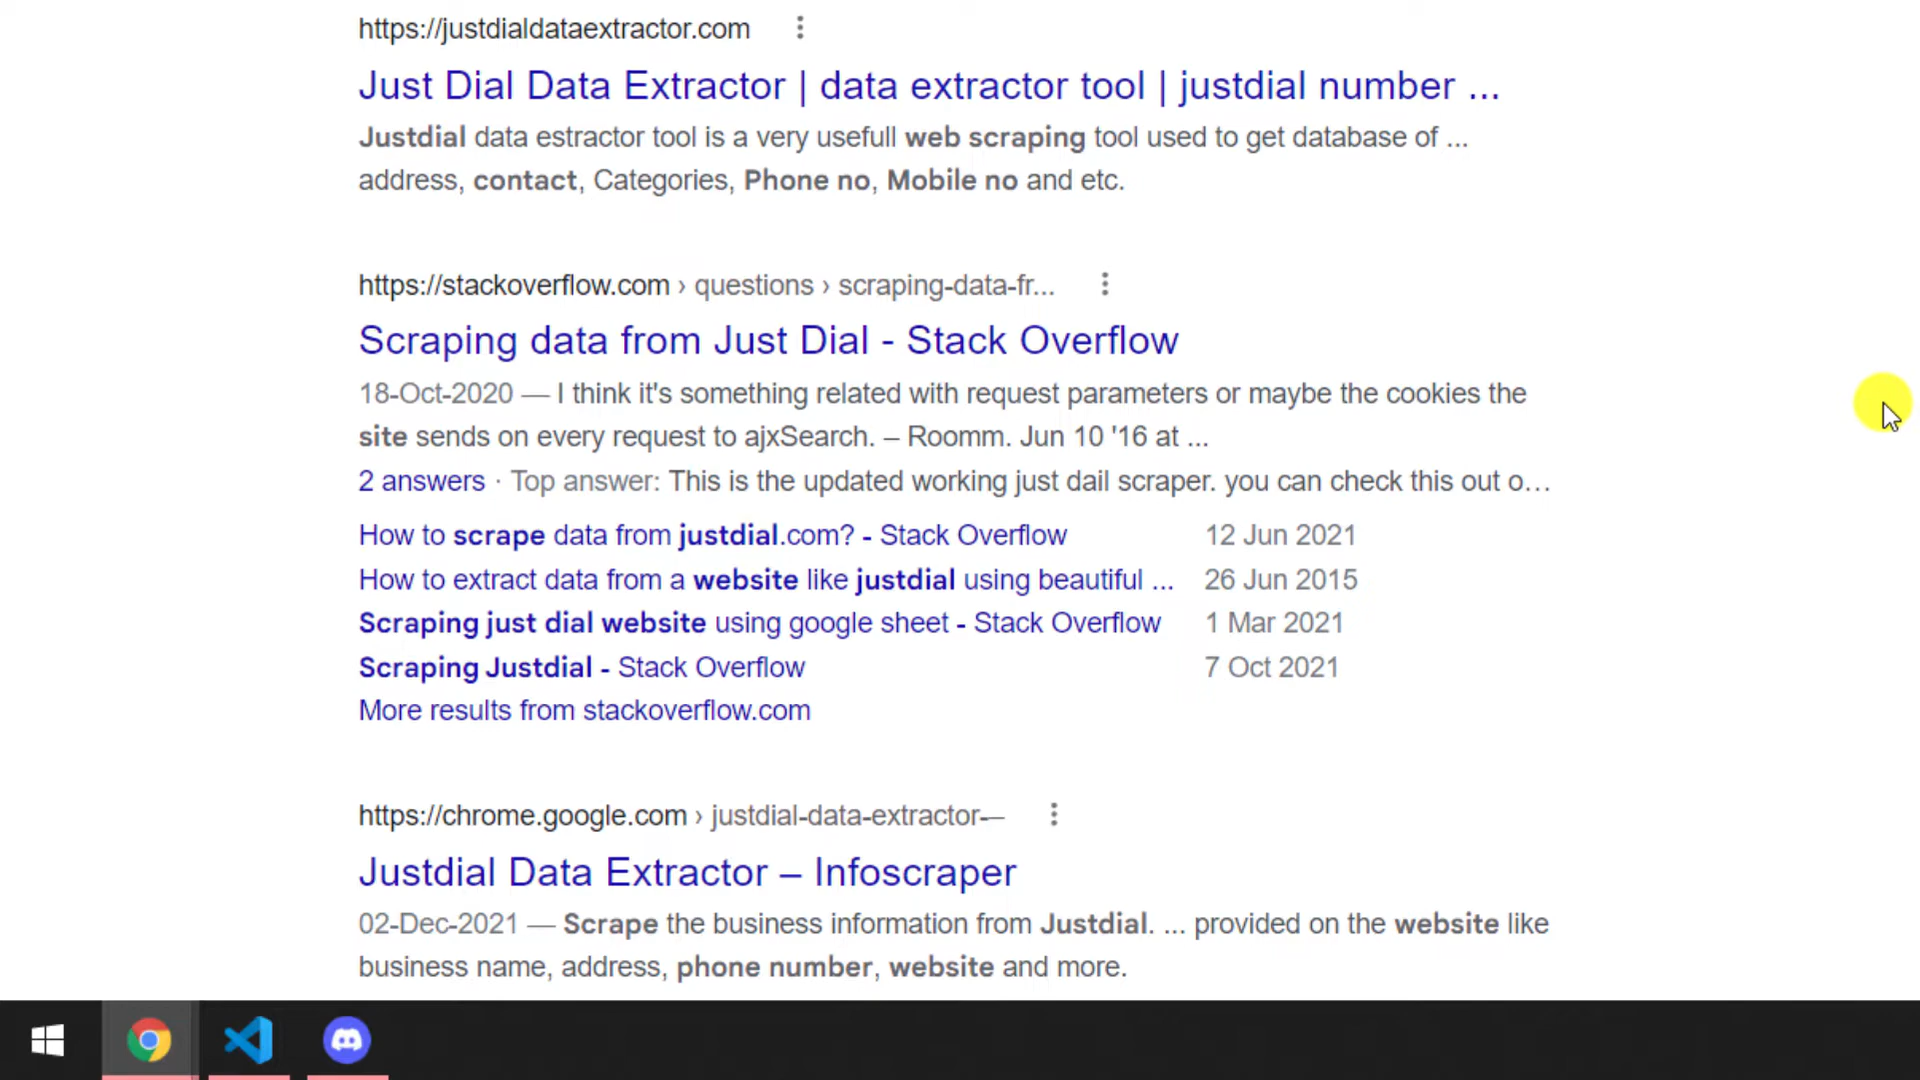 https://justdialdataextractor.com
Just Dial Data Extractor | data extractor tool | justdial number ...
Justdial data estractor tool is a very usefull web scraping tool used to get database of ...
address, contact, Categories, Phone no, Mobile no and etc.
https://stackoverflow.com › questions › scraping-data-fr...
Scraping data from Just Dial - Stack Overflow
18-Oct-2020 — I think it's something related with request parameters or maybe the cookies the
site sends on every request to ajxSearch. – Roomm. Jun 10 '16 at ...
2 answers · Top answer: This is the updated working just dail scraper. you can check this out o...
How to scrape data from justdial.com? - Stack Overflow 12 Jun 2021
How to extract data from a website like justdial using beautiful ... 26 Jun 2015
Scraping just dial website using google sheet - Stack Overflow 1 Mar 2021
Scraping Justdial - Stack Overflow 7 Oct 2021
More results from stackoverflow.com
https://chrome.google.com › justdial-data-extractor-–
Justdial Data Extractor – Infoscraper
02-Dec-2021 — Scrape the business information from Justdial. ... provided on the website like
business name, address, phone number, website and more.